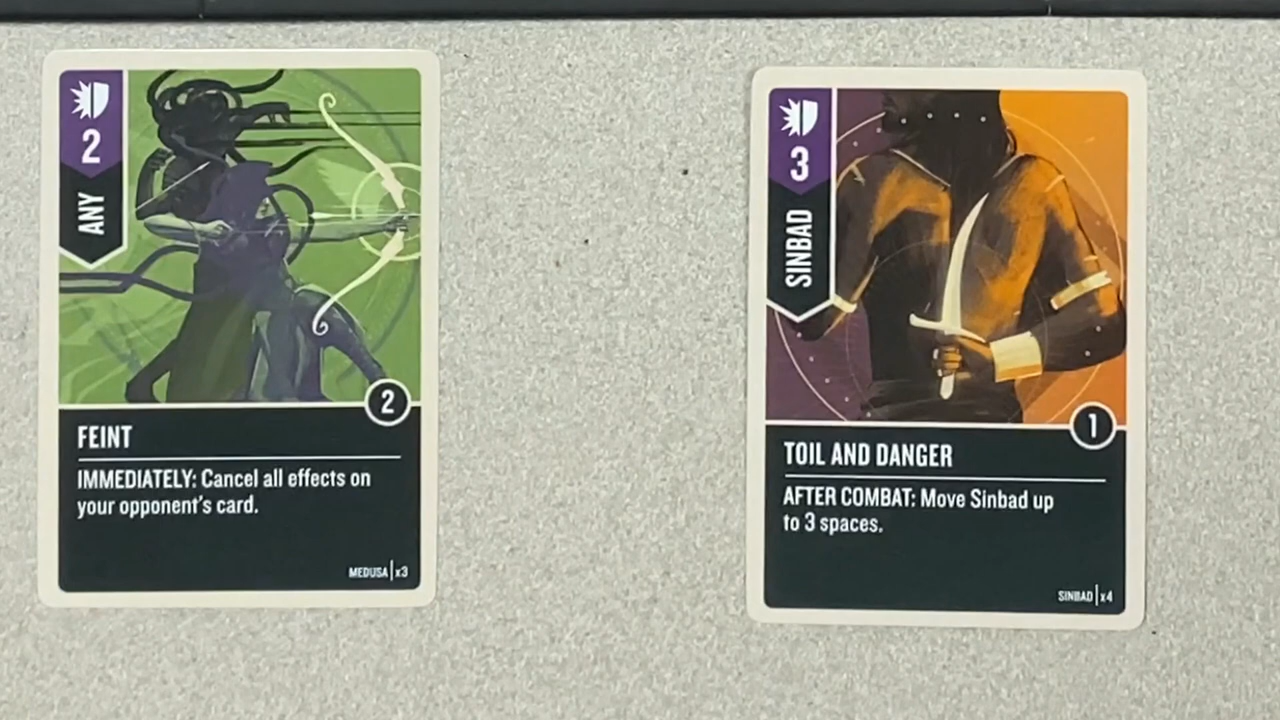 2
ANY
2
FEINT
IMMEDIATELY: Cancel all effects on
your opponent's card.
MEDUSA|x3
3
SINBAD
1
TOIL AND DANGER
AFTER COMBAT: Move Sinbad up
to 3 spaces.
SINBAD|x4